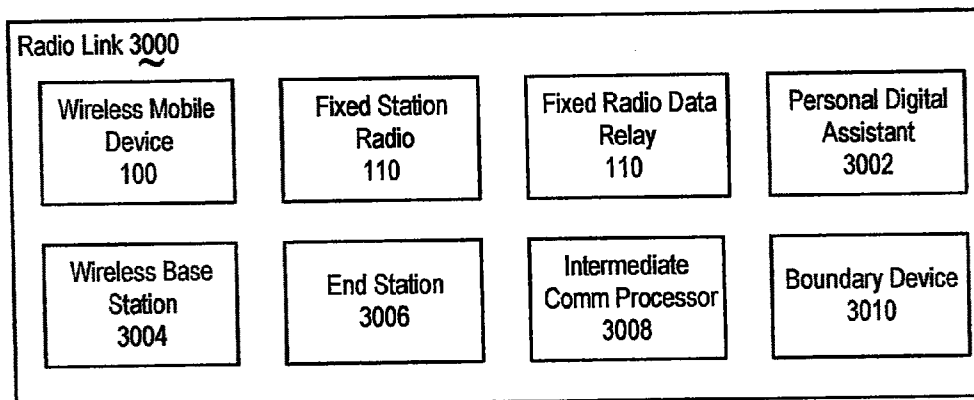 Radio Link 3000
Wireless Mobile
Device
100
Fixed Station
Radio
110
Fixed Radio Data
Relay
110
Personal Digital
Assistant
3002
Wireless Base
Station
3004
End Station
3006
Intermediate
Comm Processor
3008
Boundary Device
3010